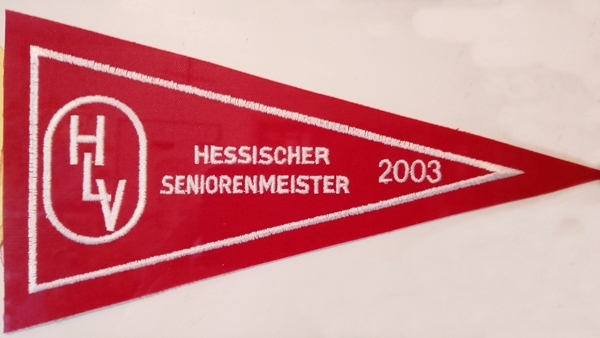 HLV
HESSISCHER
SENIORENMEISTER
2003